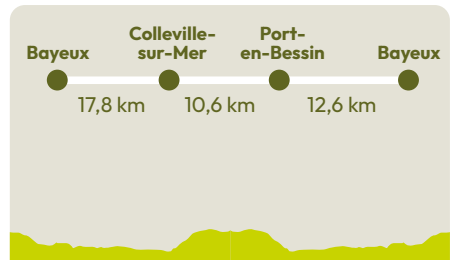 Bayeux
Colleville-
sur-Mer
Port-
en-Bessin
Bayeux
17,8 km
10,6 km
12,6 km